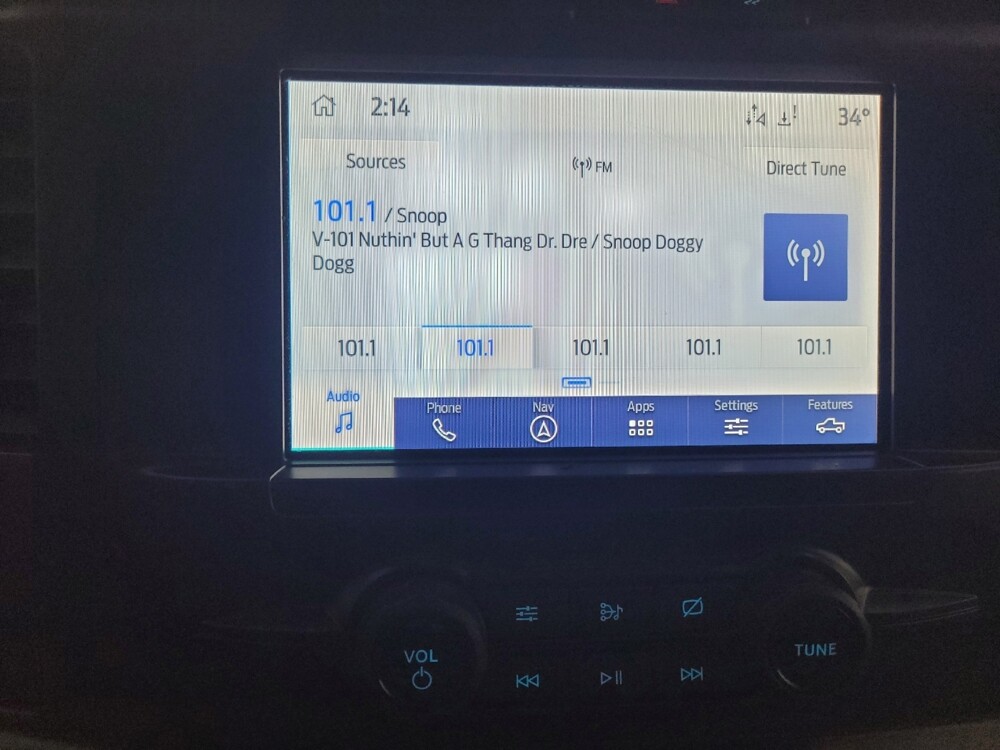 2:14
34°
Sources
FM
Direct Tune
101.1 / Snoop
V-101 Nuthin' But A G Thang Dr. Dre / Snoop Doggy
Dogg
101.1 101.1 101.1 101.1 101.1
Audio Phone Nav Apps Settings Features
VOL
TUNE